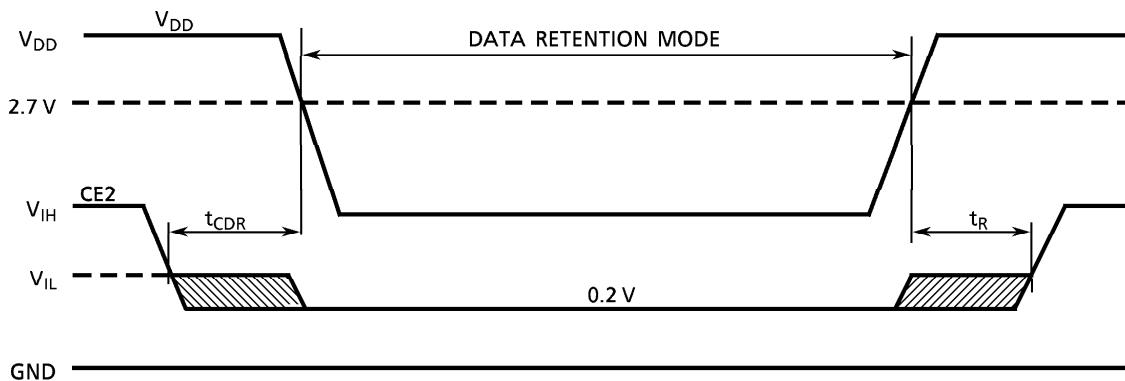 V_DD
V_DD
DATA RETENTION MODE
2.7 V
CE2
V_IH
t_CDR
t_R
V_IL
0.2 V
GND